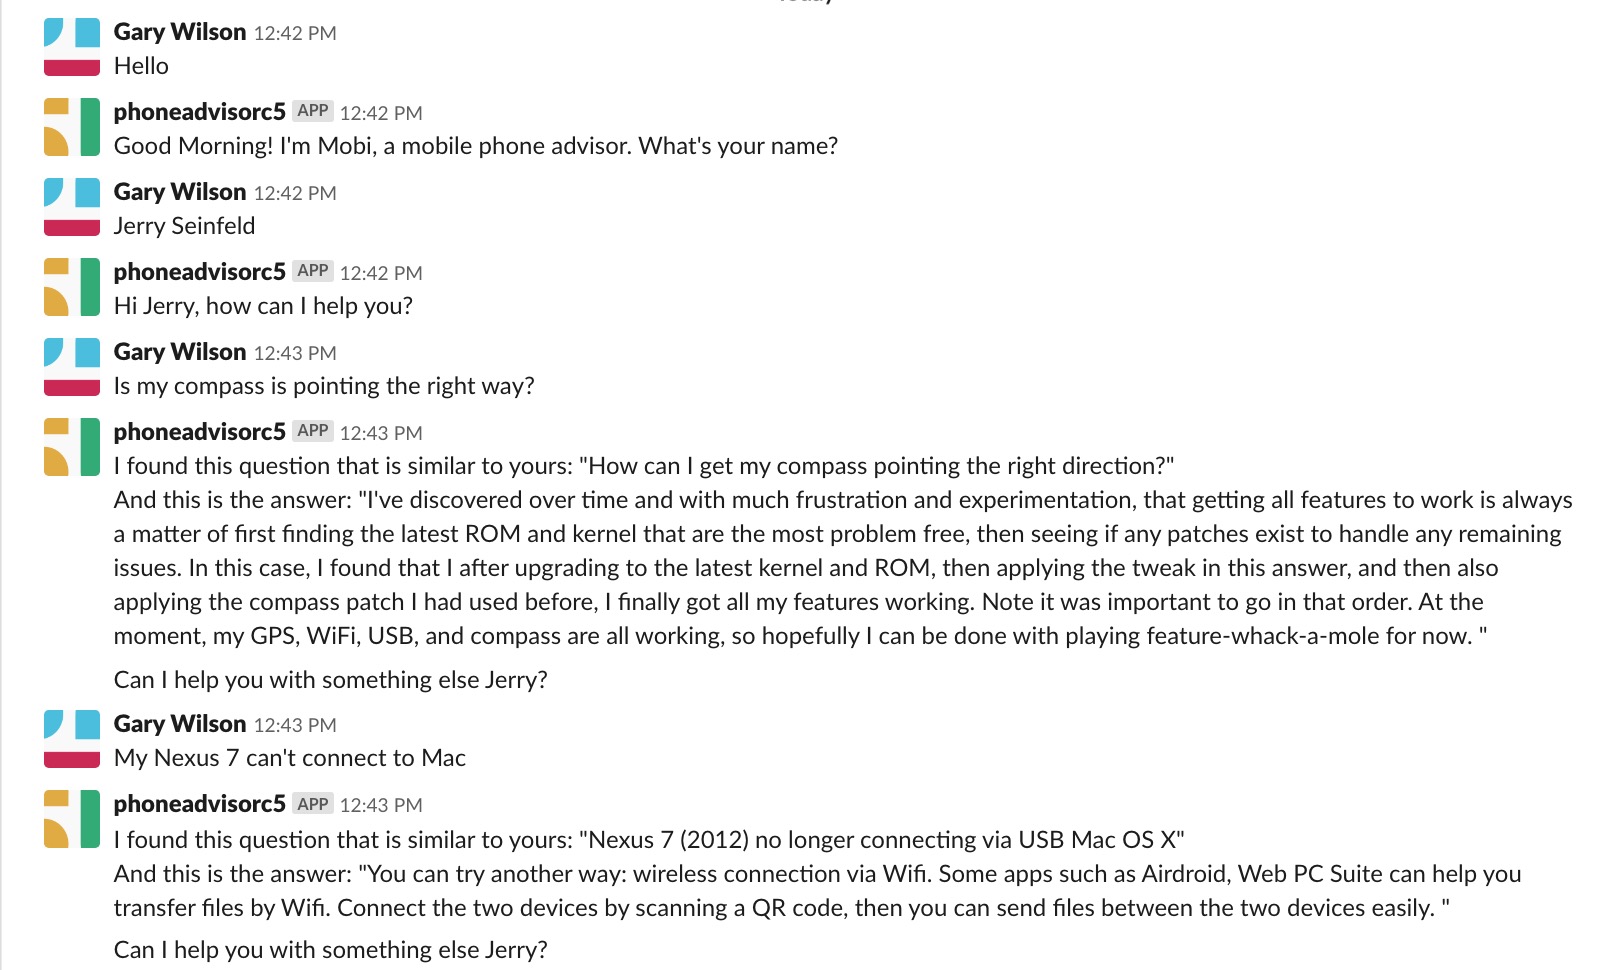 Gary Wilson 12:42 PM
Hello
phoneadvisorc5 APP 12:42 PM
Good Morning! I'm Mobi, a mobile phone advisor. What's your name?
Gary Wilson 12:42 PM
Jerry Seinfeld
phoneadvisorc5 APP 12:42 PM
Hi Jerry, how can I help you?
Gary Wilson 12:43 PM
Is my compass is pointing the right way?
phoneadvisorc5 APP 12:43 PM
I found this question that is similar to yours: "How can I get my compass pointing the right direction?"
And this is the answer: "I've discovered over time and with much frustration and experimentation, that getting all features to work is always
a matter of first finding the latest ROM and kernel that are the most problem free, then seeing if any patches exist to handle any remaining
issues. In this case, I found that I after upgrading to the latest kernel and ROM, then applying the tweak in this answer, and then also
applying the compass patch I had used before, I finally got all my features working. Note it was important to go in that order. At the
moment, my GPS, WiFi, USB, and compass are all working, so hopefully I can be done with playing feature-whack-a-mole for now. "
Can I help you with something else Jerry?
Gary Wilson 12:43 PM
My Nexus 7 can't connect to Mac
phoneadvisorc5 APP 12:43 PM
I found this question that is similar to yours: "Nexus 7 (2012) no longer connecting via USB Mac OS X"
And this is the answer: "You can try another way: wireless connection via Wifi. Some apps such as Airdroid, Web PC Suite can help you
transfer files by Wifi. Connect the two devices by scanning a QR code, then you can send files between the two devices easily. "
Can I help you with something else Jerry?